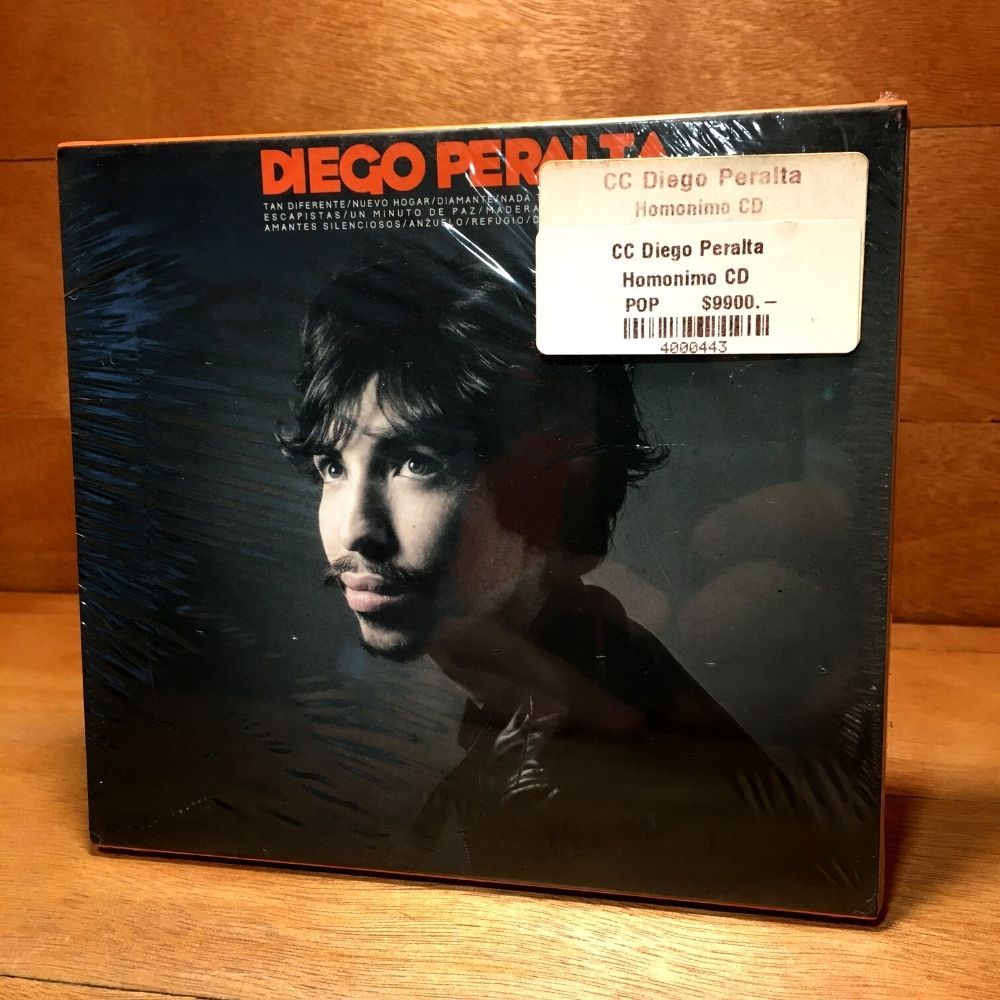 DIEGO PERALTA
TAN DIFERENTE/NUEVO HOGAR/DIAMANTE/NADA
ESCAPISTAS/UN MINUTO DE PAZ/MADERA
AMANTES SILENCIOSOS/ANZUELO/REFUGIO/D
CC Diego Peralta
Homonimo CD
CC Diego Peralta
Homonimo CD
POP $9900.-
4000443